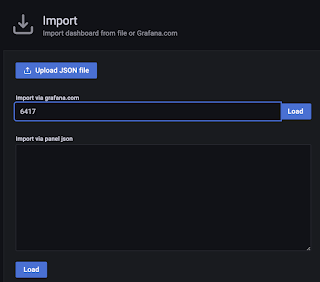 Import
Import dashboard from file or Grafana.com
Upload JSON file
Import via grafana.com
6417
Load
Import via panel json
Load